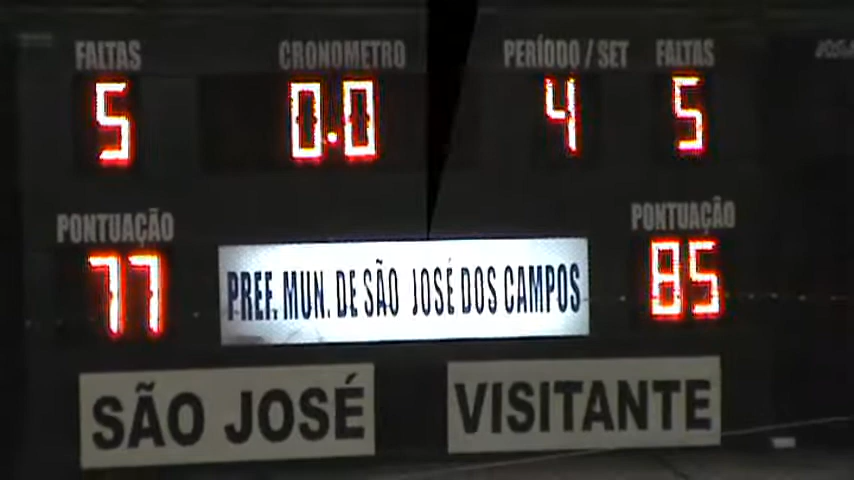 FALTAS CRONOMETRO PERÍODO / SET FALTAS
5 0.0 4 5
PONTUAÇÃO PONTUAÇÃO
77 85
PREF. MUN. DE SÃO JOSÉ DOS CAMPOS
SÃO JOSÉ VISITANTE